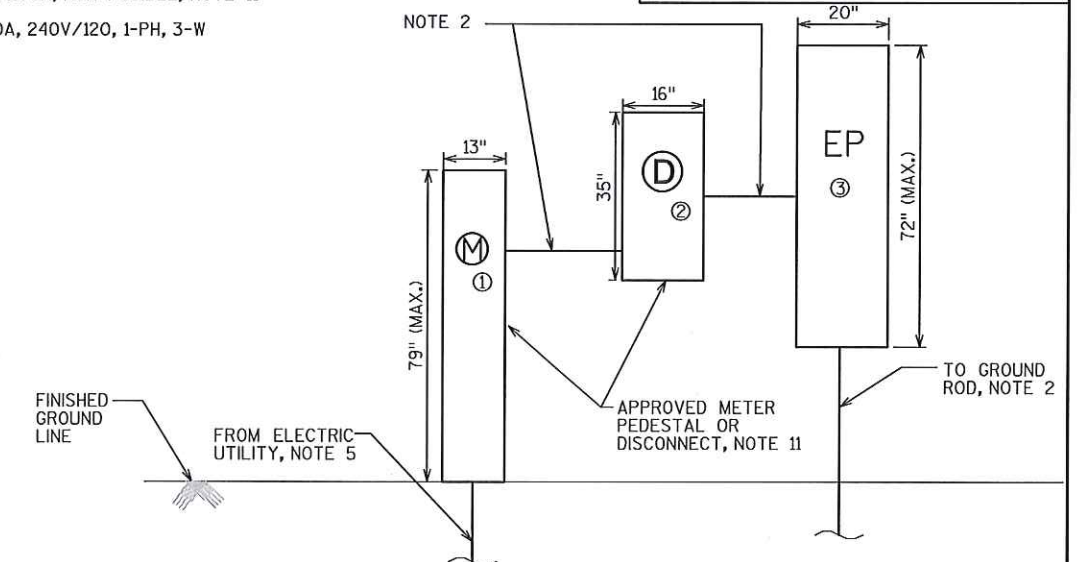 NOTE 11
0A, 240V/120, 1-PH, 3-W
NOTE 2
20"
16"
13"
EP
D
35"
③
②
72" (MAX.)
M
①
79" (MAX.)
FINISHED
GROUND
LINE
FROM ELECTRIC
UTILITY, NOTE 5
APPROVED METER
PEDESTAL OR
DISCONNECT, NOTE 11
TO GROUND
ROD, NOTE 2